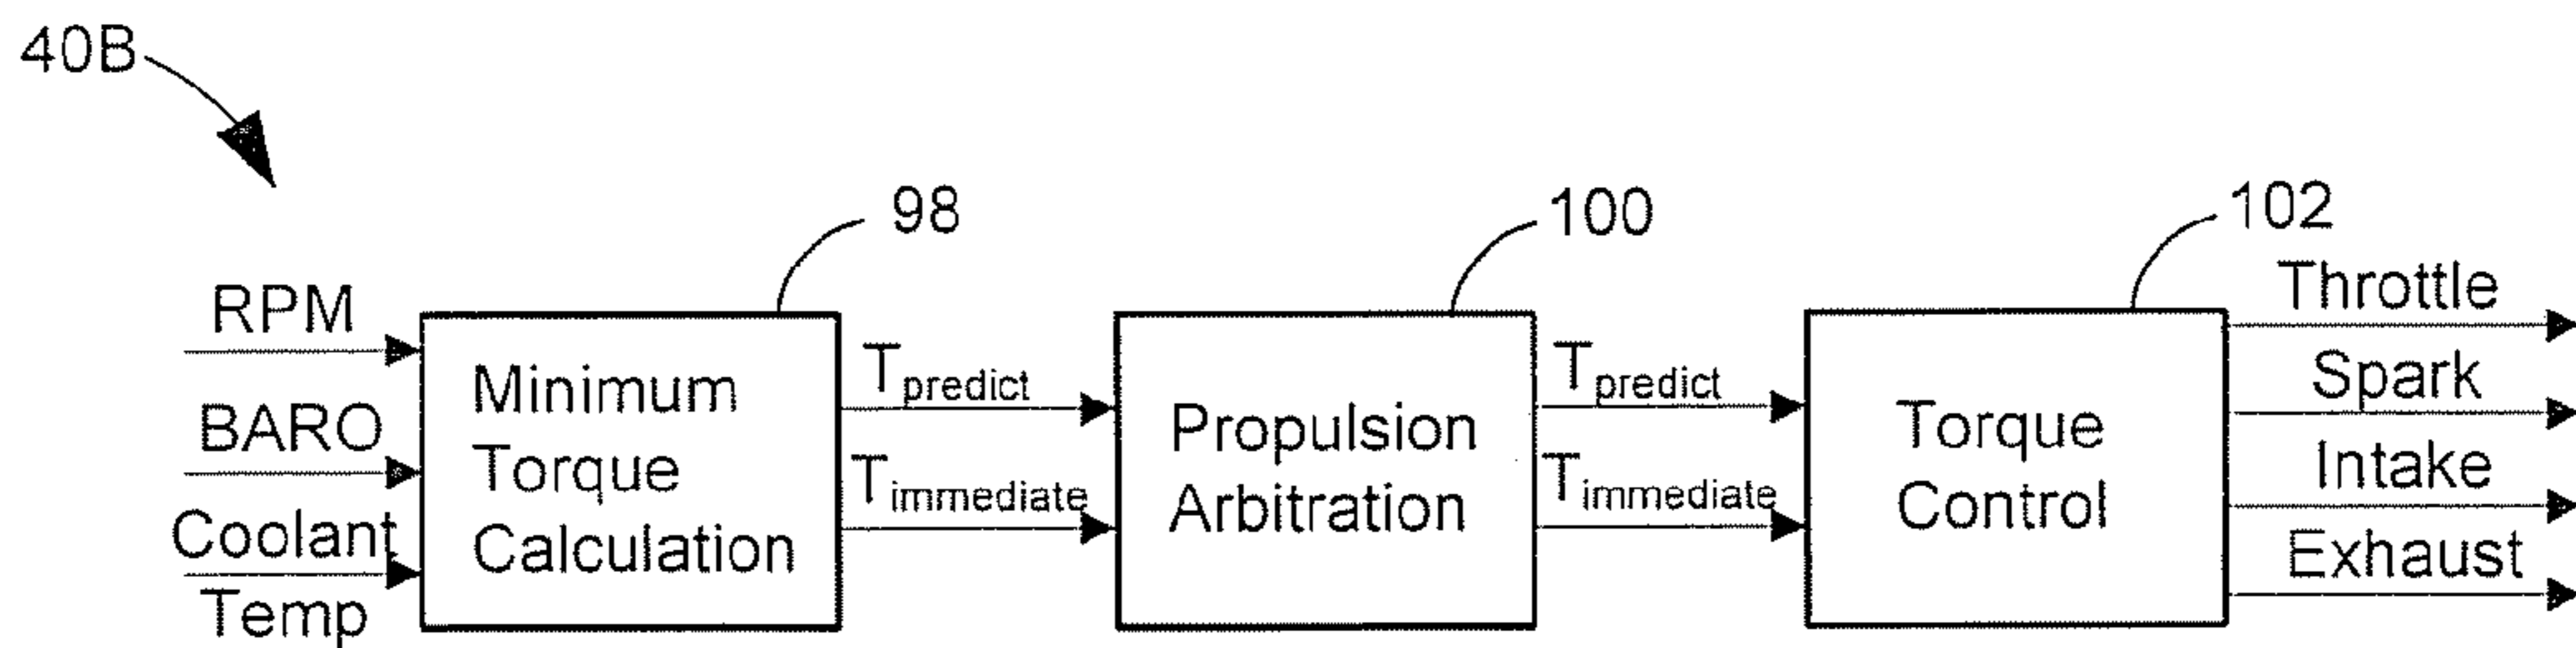 40B
98
100
102
RPM
BARO
Coolant
Temp
Minimum
Torque
Calculation
Tpredict
Timmediate
Propulsion
Arbitration
Tpredict
Timmediate
Torque
Control
Throttle
Spark
Intake
Exhaust